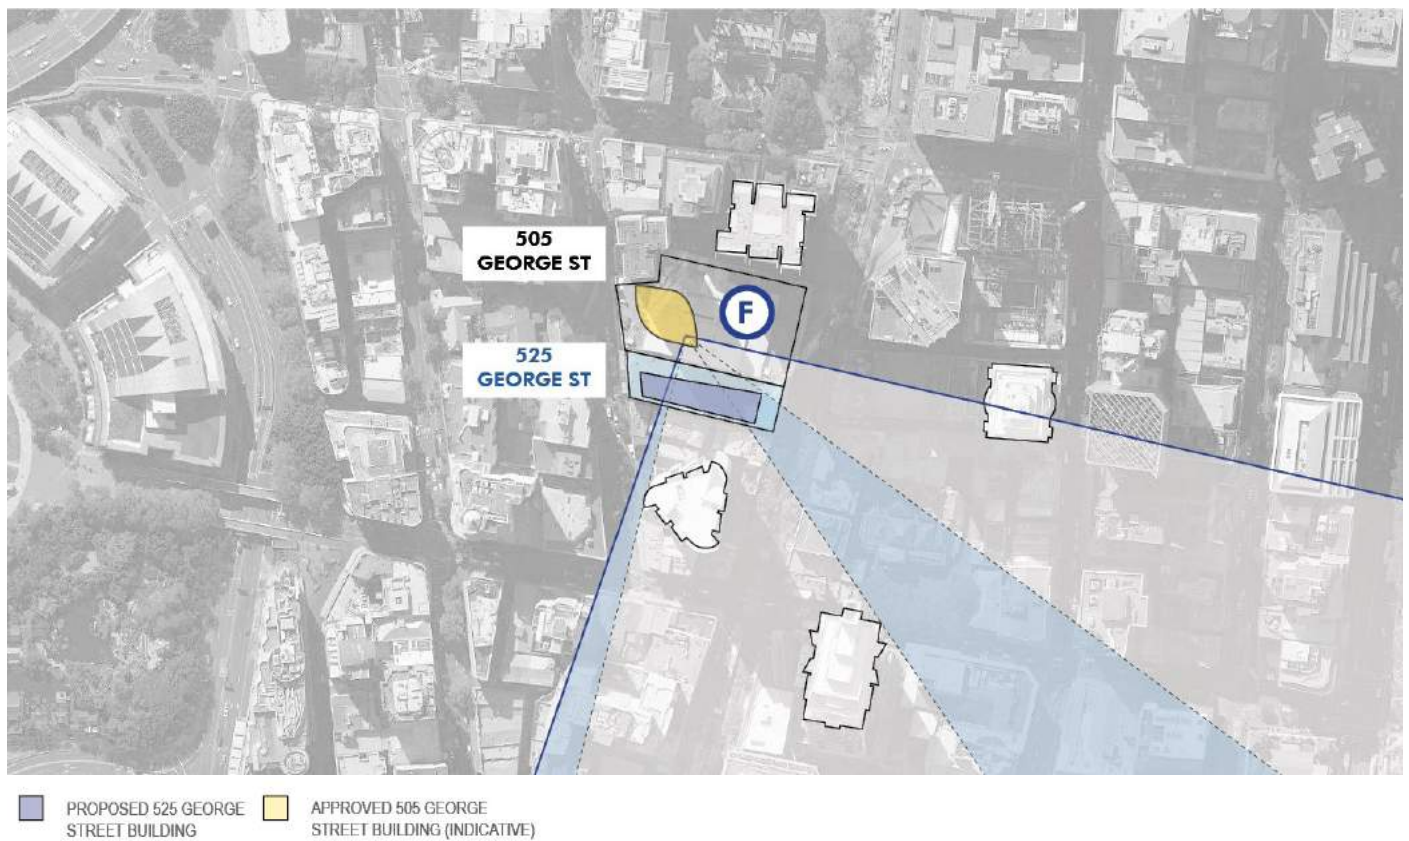 505
GEORGE ST
F
525
GEORGE ST
PROPOSED 525 GEORGE
STREET BUILDING
APPROVED 505 GEORGE
STREET BUILDING (INDICATIVE)